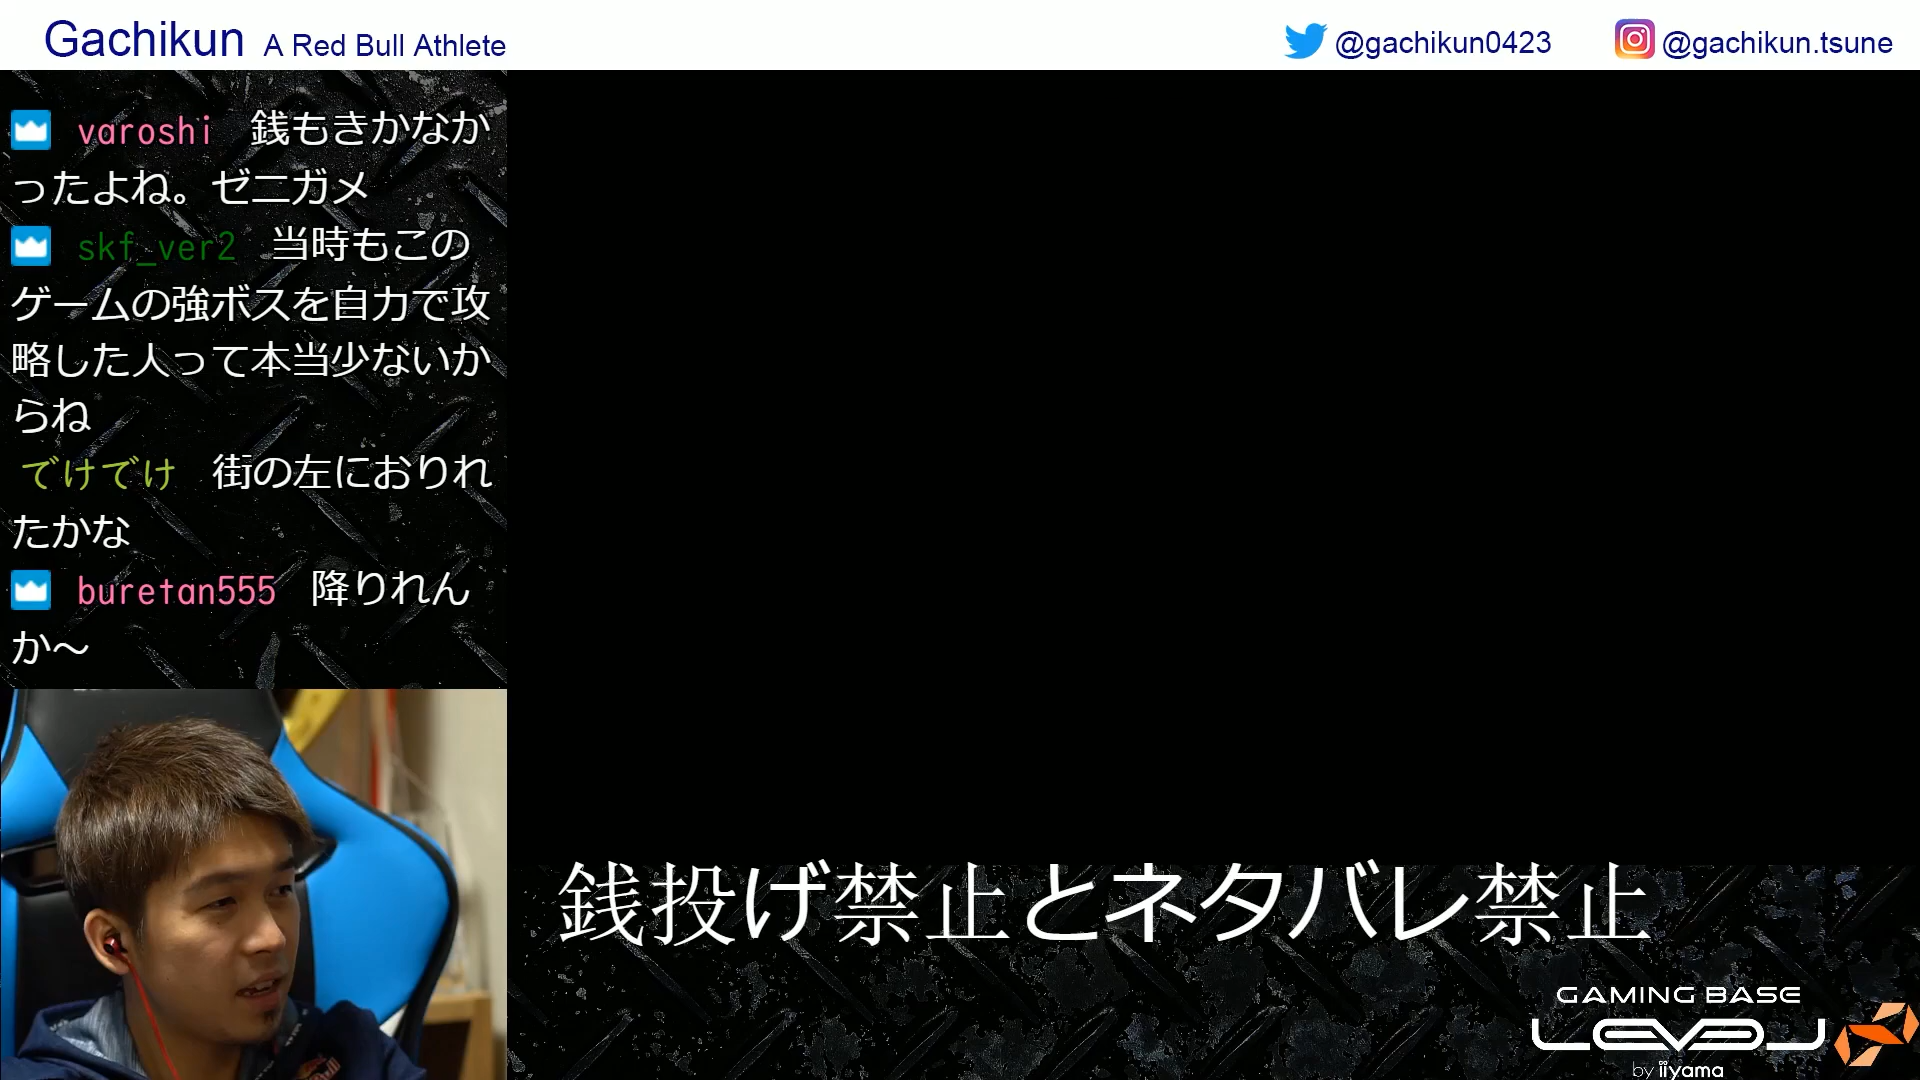 Gachikun A Red Bull Athlete
@gachikun0423
@gachikun.tsune
varoshi 銭もきかなか
ったよね。ゼニガメ
skf_ver2 当時もこの
ゲームの強ボスを自力で攻
略した人って本当少ないか
らね
でけでけ 街の左におりれ
たかな
buretan555 降りれん
か～
銭投げ禁止とネタバレ禁止
GAMING BASE
LEVEL
by iiyama